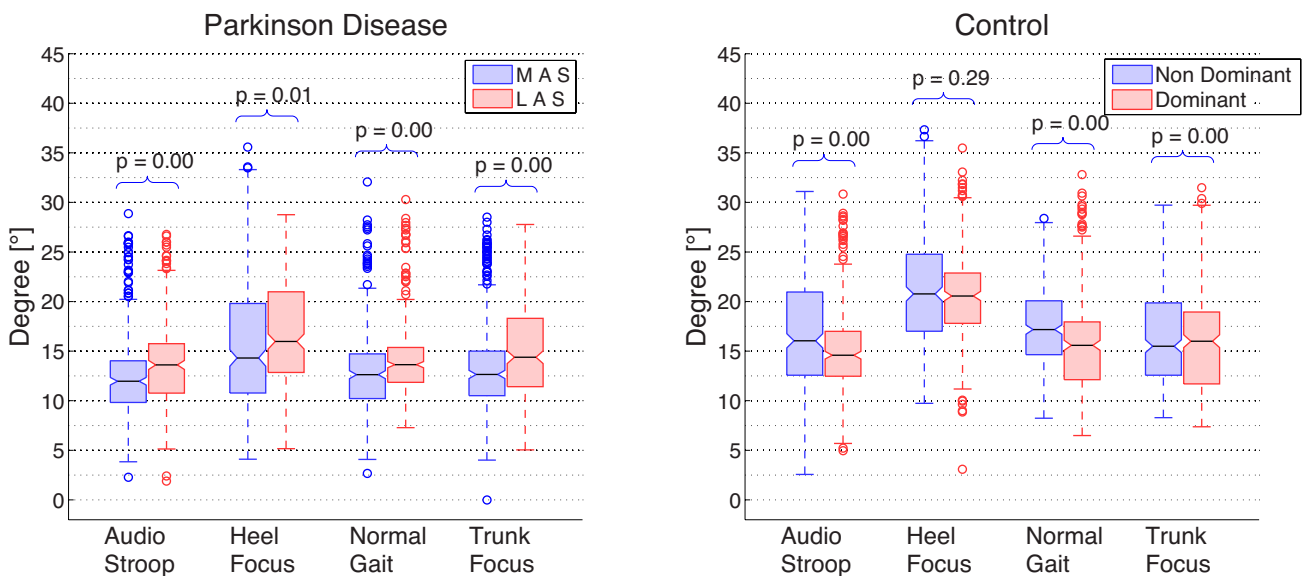 Parkinson Disease
45
40
35
30
25
20
15
10
5
0
Degree [°]
M A S
L A S
p = 0.00
p = 0.01
p = 0.00
p = 0.00
Audio Stroop
Heel Focus
Normal Gait
Trunk Focus
Control
45
40
35
30
25
20
15
10
5
0
Degree [°]
Non Dominant
Dominant
p = 0.00
p = 0.29
p = 0.00
p = 0.00
Audio Stroop
Heel Focus
Normal Gait
Trunk Focus